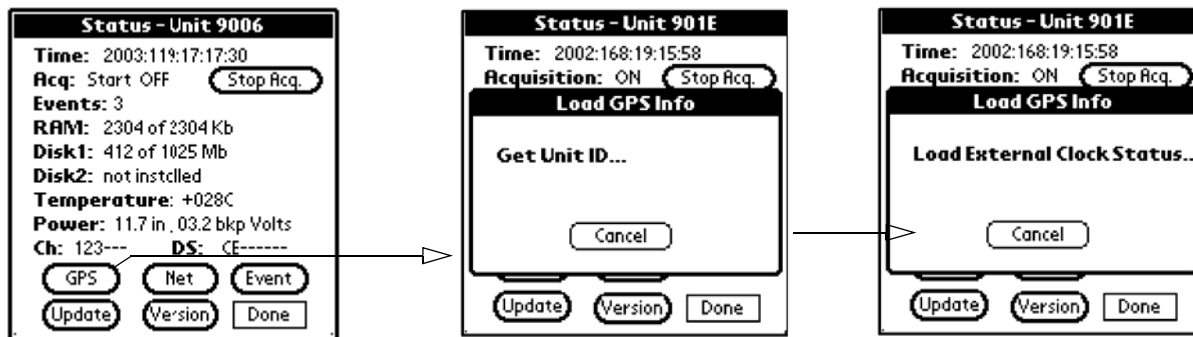 Status - Unit 9006
Time: 2003:119:17:17:30
Acq: Start OFF Stop Acq.
Events: 3
RAM: 2304 of 2304 Kb
Disk1: 412 of 1025 Mb
Disk2: not instclled
Temperature: +028C
Power: 11.7 in , 03.2 bkp Volts
Ch: 123--- DS: CE------
GPS Net Event
Update Version Done
Status - Unit 901E
Time: 2002:168:19:15:58
Acquisition: ON Stop Acq.
Load GPS Info
Get Unit ID...
Cancel
Update Version Done
Status - Unit 901E
Time: 2002:168:19:15:58
Acquisition: ON Stop Acq.
Load GPS Info
Load External Clock Status..
Cancel
Update Version Done